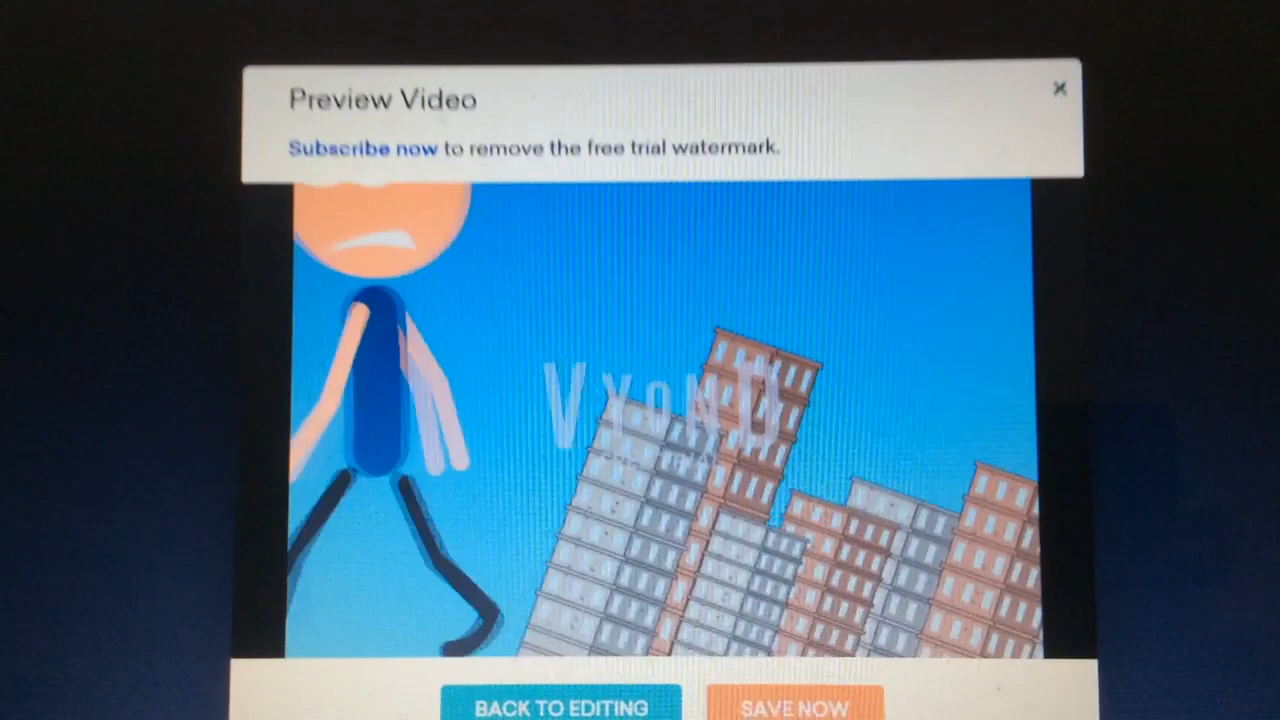 Preview Video
Subscribe now to remove the free trial watermark.
VYOND
BACK TO EDITING
SAVE NOW